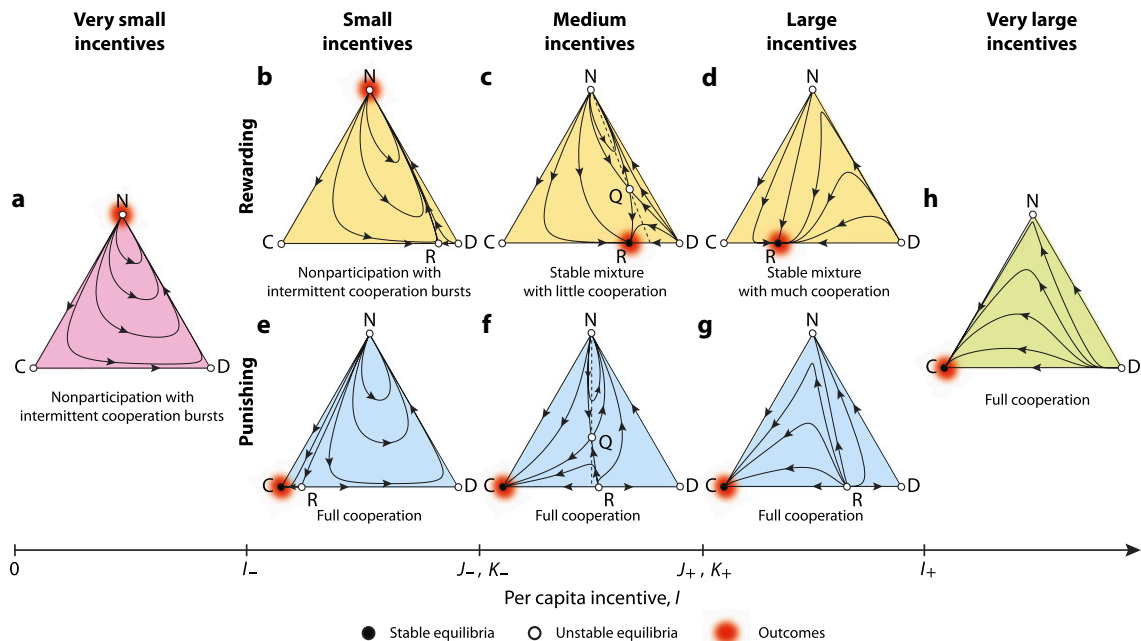 Very small
incentives
Small
incentives
Medium
incentives
Large
incentives
Very large
incentives
Rewarding
b
N
C
R
D
Nonparticipation with
intermittent cooperation bursts
c
N
Q
C
R
D
Stable mixture
with little cooperation
d
N
C
R
D
Stable mixture
with much cooperation
a
N
C
D
Nonparticipation with
intermittent cooperation bursts
h
N
C
D
Full cooperation
Punishing
e
N
C
R
D
Full cooperation
f
N
Q
C
R
D
Full cooperation
g
N
C
R
D
Full cooperation
0
I₋
J₋ , K₋
J₊ , K₊
I₊
Per capita incentive, I
Stable equilibria
Unstable equilibria
Outcomes